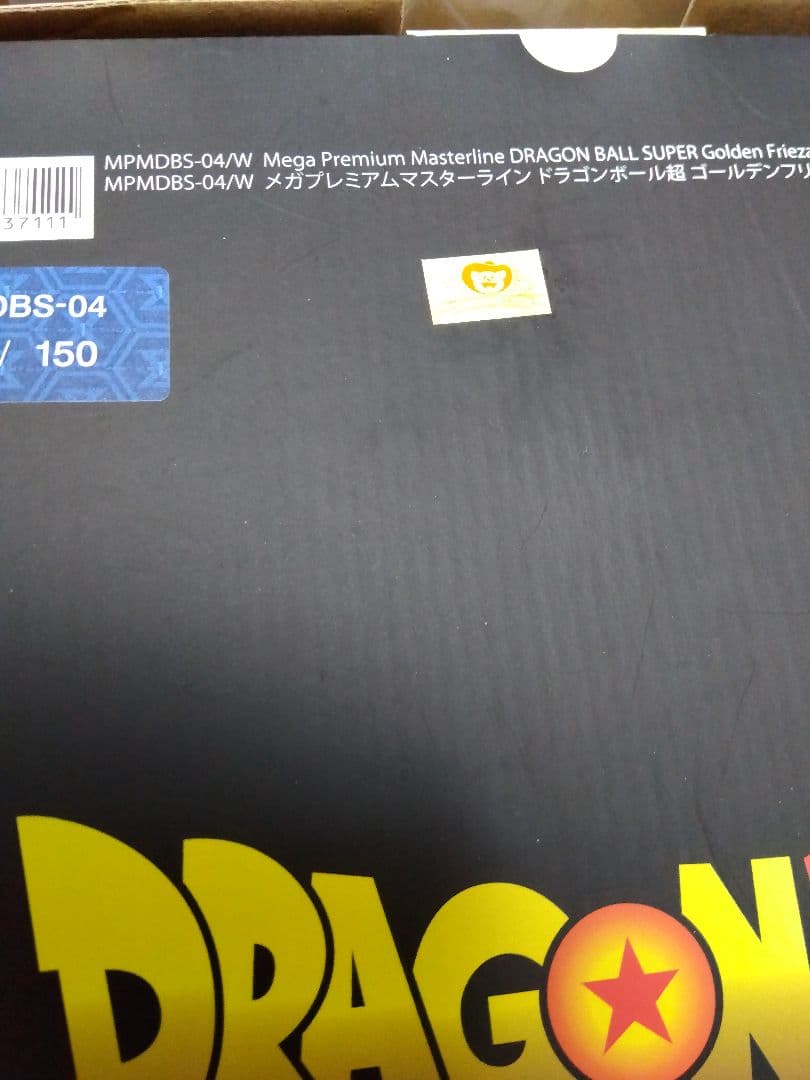 MPMDBS-04/W Mega Premium Masterline DRAGON BALL SUPER Golden Frieza
MPMDBS-04/W メガプレミアムマスターライン ドラゴンボール超 ゴールデンフリ
37111
DBS-04
/ 150
DRAGON